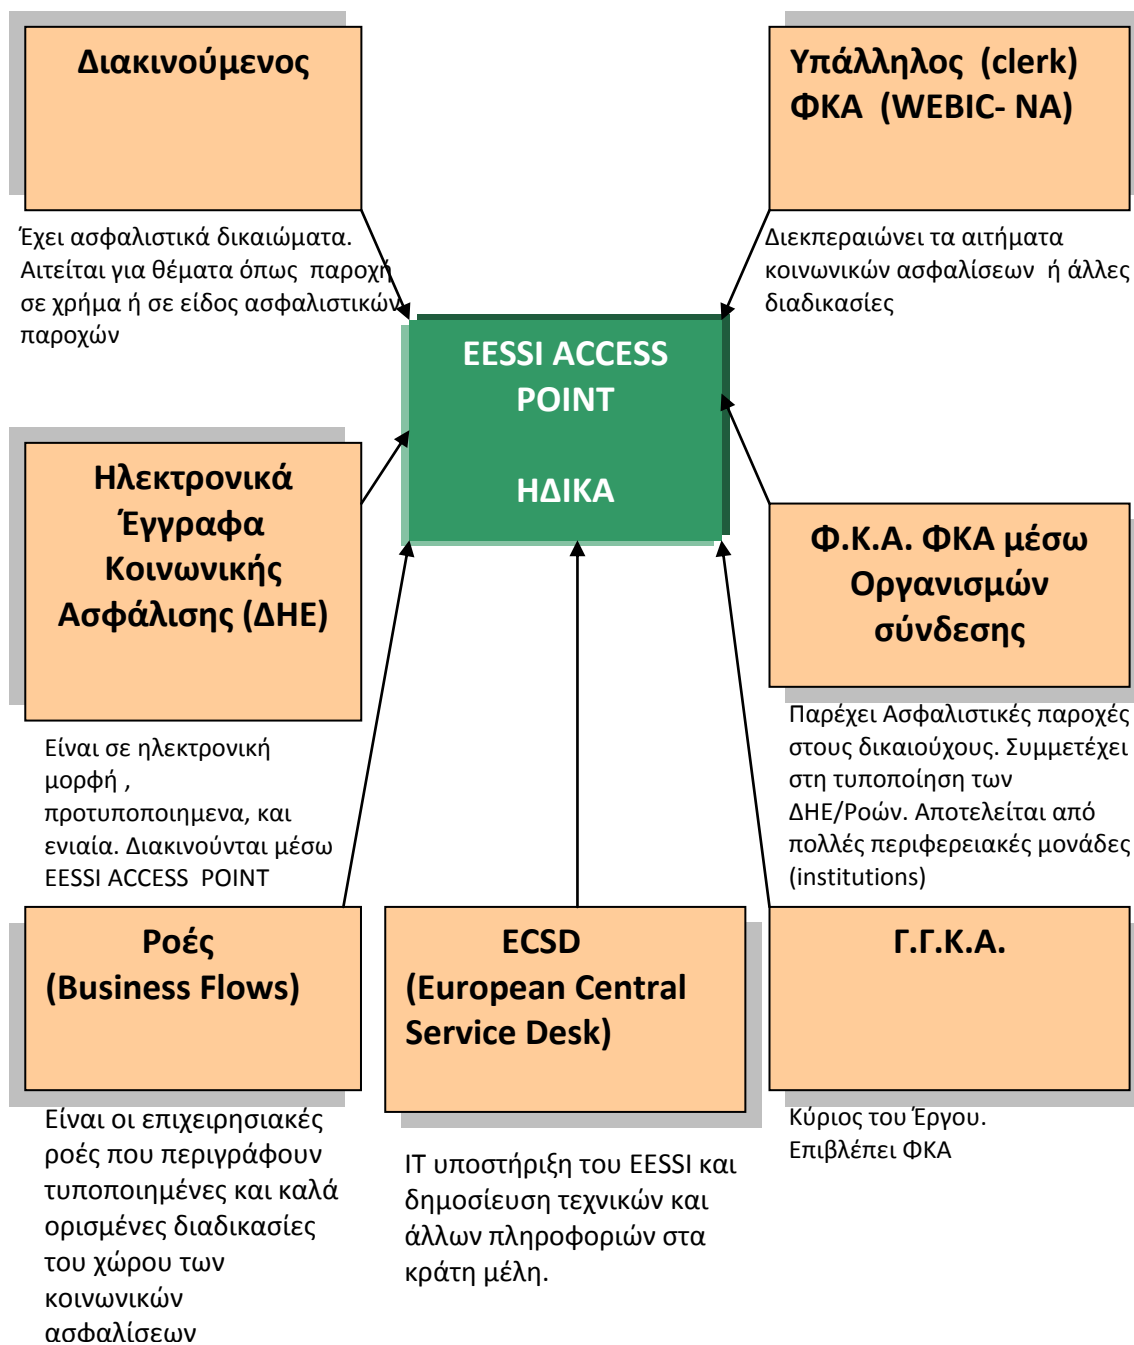 Διακινούμενος
Έχει ασφαλιστικά δικαιώματα.
Αιτείται για θέματα όπως παροχή
σε χρήμα ή σε είδος ασφαλιστικών
παροχών
Υπάλληλος (clerk)
ΦΚΑ (WEBIC- NA)
Διεκπεραιώνει τα αιτήματα
κοινωνικών ασφαλίσεων ή άλλες
διαδικασίες
EESSI ACCESS
POINT
ΗΔΙΚΑ
Ηλεκτρονικά
Έγγραφα
Κοινωνικής
Ασφάλισης (ΔΗΕ)
Είναι σε ηλεκτρονική
μορφή ,
προτυποποιημενα, και
ενιαία. Διακινούνται μέσω
EESSI ACCESS POINT
Φ.Κ.Α. ΦΚΑ μέσω
Οργανισμών
σύνδεσης
Παρέχει Ασφαλιστικές παροχές
στους δικαιούχους. Συμμετέχει
στη τυποποίηση των
ΔΗΕ/Ροών. Αποτελείται από
πολλές περιφερειακές μονάδες
(institutions)
Ροές
(Business Flows)
Είναι οι επιχειρησιακές
ροές που περιγράφουν
τυποποιημένες και καλά
ορισμένες διαδικασίες
του χώρου των
κοινωνικών
ασφαλίσεων
ECSD
(European Central
Service Desk)
IT υποστήριξη του EESSI και
δημοσίευση τεχνικών και
άλλων πληροφοριών στα
κράτη μέλη.
Γ.Γ.Κ.Α.
Κύριος του Έργου.
Επιβλέπει ΦΚΑ